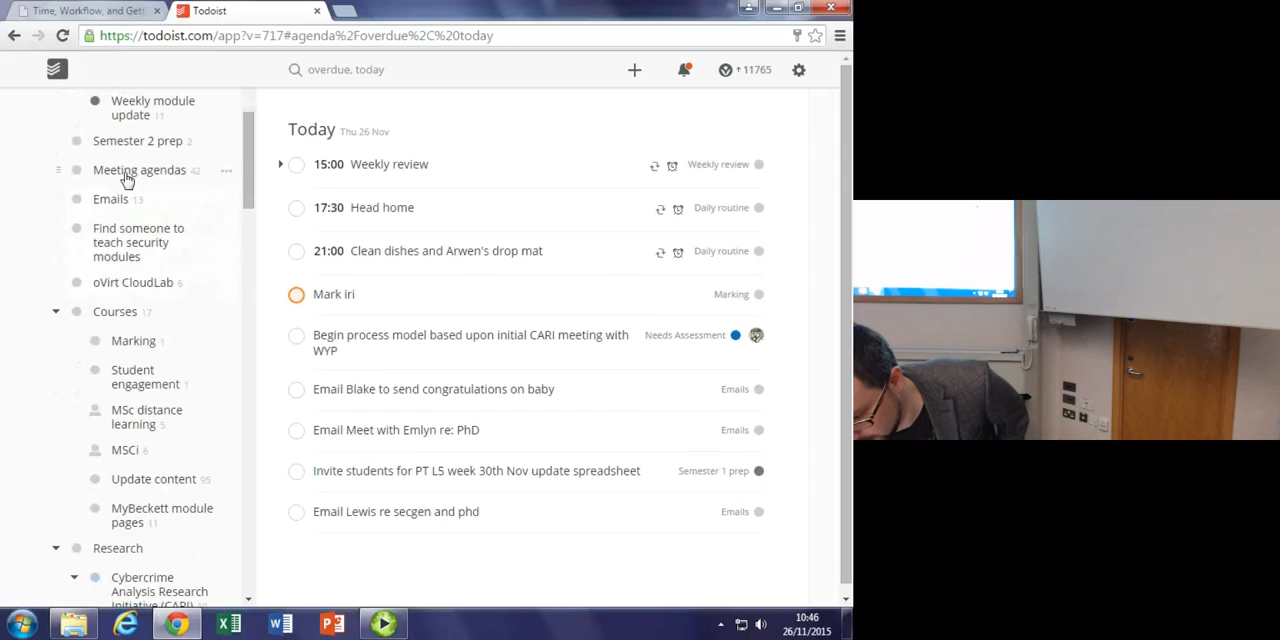 Time, Workflow, and Gett
Todoist
https://todoist.com/app?v=717#agenda%2Foverdue%2C%20today
overdue, today
+11765
Weekly module
update 11
Semester 2 prep 2
Meeting agendas 42
Emails 13
Find someone to
teach security
modules
oVirt CloudLab 6
Courses 17
Marking 1
Student
engagement 1
MSc distance
learning 5
MSCi 6
Update content 95
MyBeckett module
pages 11
Research
Cybercrime
Analysis Research
Initiative (CARI)
Today Thu 26 Nov
15:00 Weekly review Weekly review
17:30 Head home Daily routine
21:00 Clean dishes and Arwen's drop mat Daily routine
Mark iri Marking
Begin process model based upon initial CARI meeting with Needs Assessment
WYP
Email Blake to send congratulations on baby Emails
Email Meet with Emlyn re: PhD Emails
Invite students for PT L5 week 30th Nov update spreadsheet Semester 1 prep
Email Lewis re secgen and phd Emails
10:46
26/11/2015